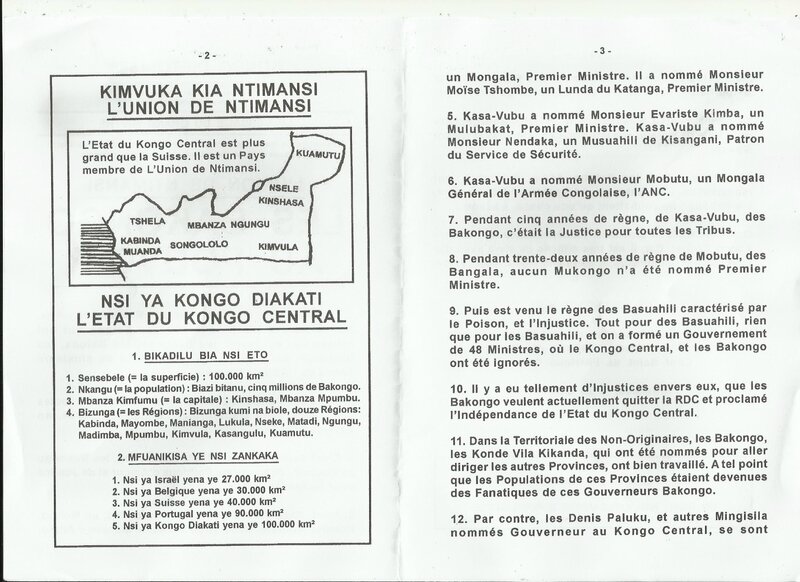 - 2 -
KIMVUKA KIA NTIMANSI
L'UNION DE NTIMANSI
L'Etat du Kongo Central est plus
grand que la Suisse. Il est un Pays
membre de L'Union de Ntimansi.
KUAMUTU
NSELE
KINSHASA
TSHELA
MBANZA NGUNGU
KABINDA
MUANDA
SONGOLOLO
KIMVULA
NSI YA KONGO DIAKATI
L'ETAT DU KONGO CENTRAL
1. BIKADILU BIA NSI ETO
1. Sensebele (= la superficie) : 100.000 km²
2. Nkangu (= la population) : Biazi bitanu, cinq millions de Bakongo.
3. Mbanza Kimfumu (= la capitale) : Kinshasa, Mbanza Mpumbu.
4. Bizunga (= les Régions) : Bizunga kumi na biole, douze Régions:
Kabinda, Mayombe, Manianga, Lukula, Nseke, Matadi, Ngungu,
Madimba, Mpumbu, Kimvula, Kasangulu, Kuamutu.
2. MFUANIKISA YE NSI ZANKAKA
1. Nsi ya Israël yena ye 27.000 km²
2. Nsi ya Belgique yena ye 30.000 km²
3. Nsi ya Suisse yena ye 40.000 km²
4. Nsi ya Portugal yena ye 90.000 km²
5. Nsi ya Kongo Diakati yena ye 100.000 km²
- 3 -
un Mongala, Premier Ministre. Il a nommé Monsieur
Moïse Tshombe, un Lunda du Katanga, Premier Ministre.
5. Kasa-Vubu a nommé Monsieur Evariste Kimba, un
Mulubakat, Premier Ministre. Kasa-Vubu a nommé
Monsieur Nendaka, un Musuahili de Kisangani, Patron
du Service de Sécurité.
6. Kasa-Vubu a nommé Monsieur Mobutu, un Mongala
Général de l'Armée Congolaise, l'ANC.
7. Pendant cinq années de règne, de Kasa-Vubu, des
Bakongo, c'était la Justice pour toutes les Tribus.
8. Pendant trente-deux années de règne de Mobutu, des
Bangala, aucun Mukongo n'a été nommé Premier
Ministre.
9. Puis est venu le règne des Basuahili caractérisé par
le Poison, et l'Injustice. Tout pour des Basuahili, rien
que pour les Basuahili, et on a formé un Gouvernement
de 48 Ministres, où le Kongo Central, et les Bakongo
ont été ignorés.
10. Il y a eu tellement d'Injustices envers eux, que les
Bakongo veulent actuellement quitter la RDC et proclamé
l'Indépendance de l'Etat du Kongo Central.
11. Dans la Territoriale des Non-Originaires, les Bakongo,
les Konde Vila Kikanda, qui ont été nommés pour aller
diriger les autres Provinces, ont bien travaillé. A tel point
que les Populations de ces Provinces étaient devenues
des Fanatiques de ces Gouverneurs Bakongo.
12. Par contre, les Denis Paluku, et autres Mingisila
nommés Gouverneur au Kongo Central, se sont